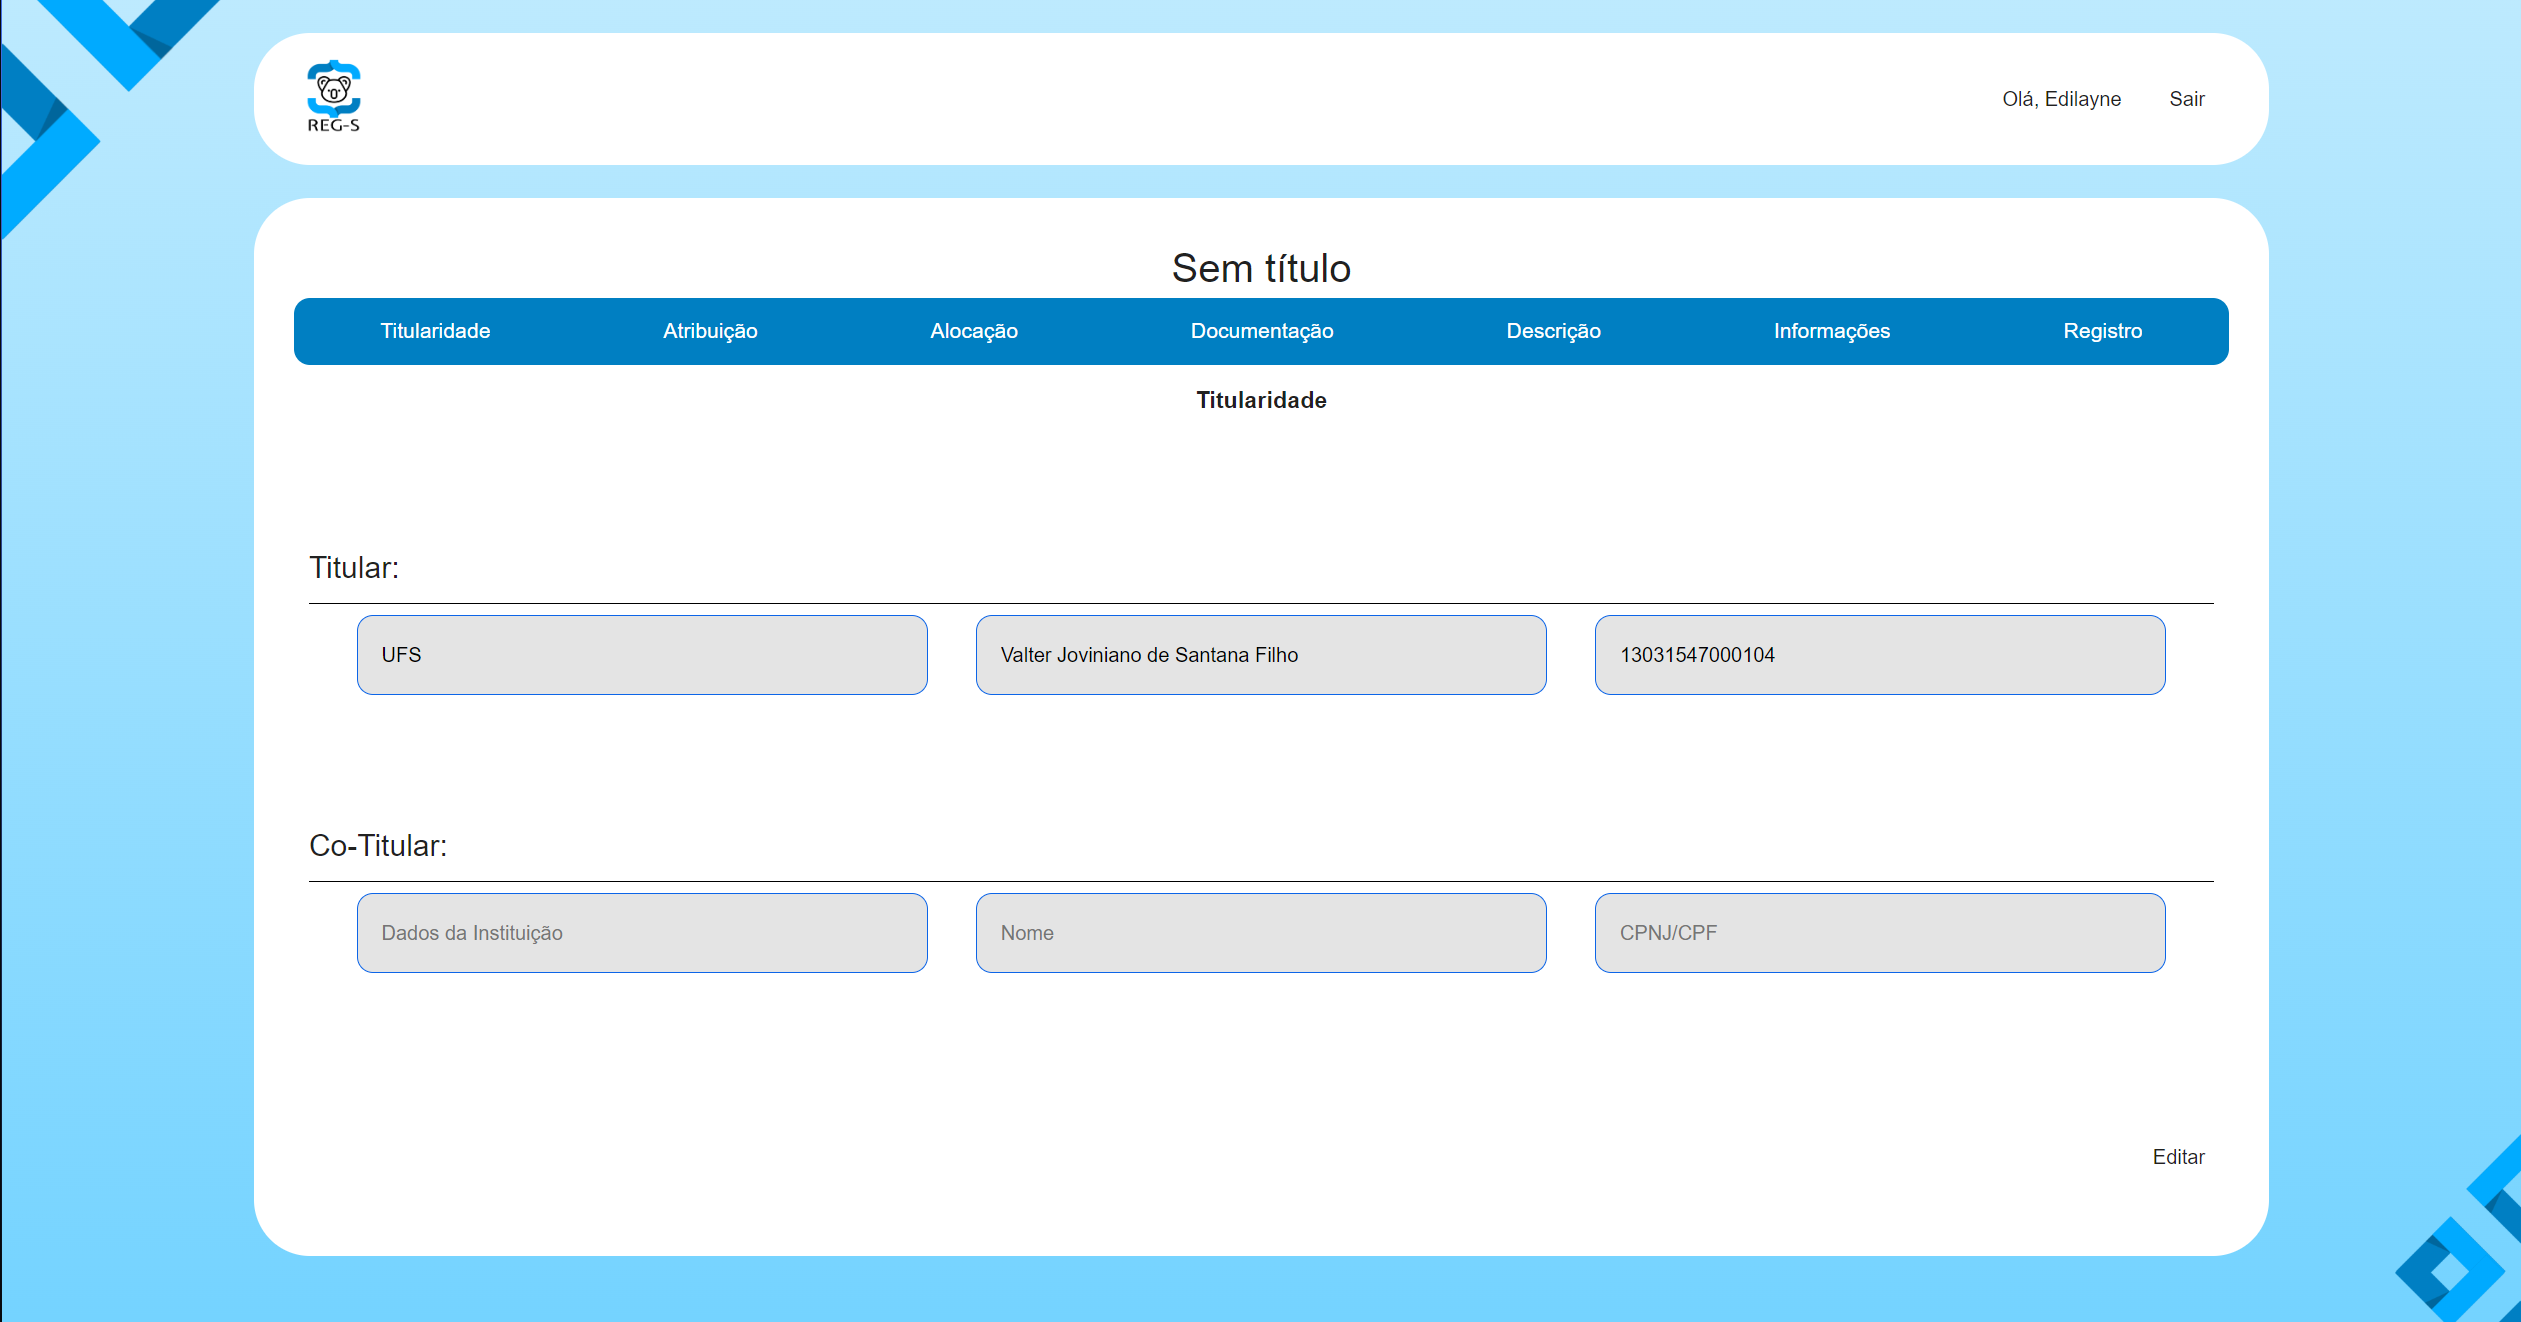 REG-S
Olá, Edilayne Sair
Sem título
Titularidade Atribuição Alocação Documentação Descrição Informações Registro
Titularidade
Titular:
UFS Valter Joviniano de Santana Filho 13031547000104
Co-Titular:
Dados da Instituição Nome CPNJ/CPF
Editar